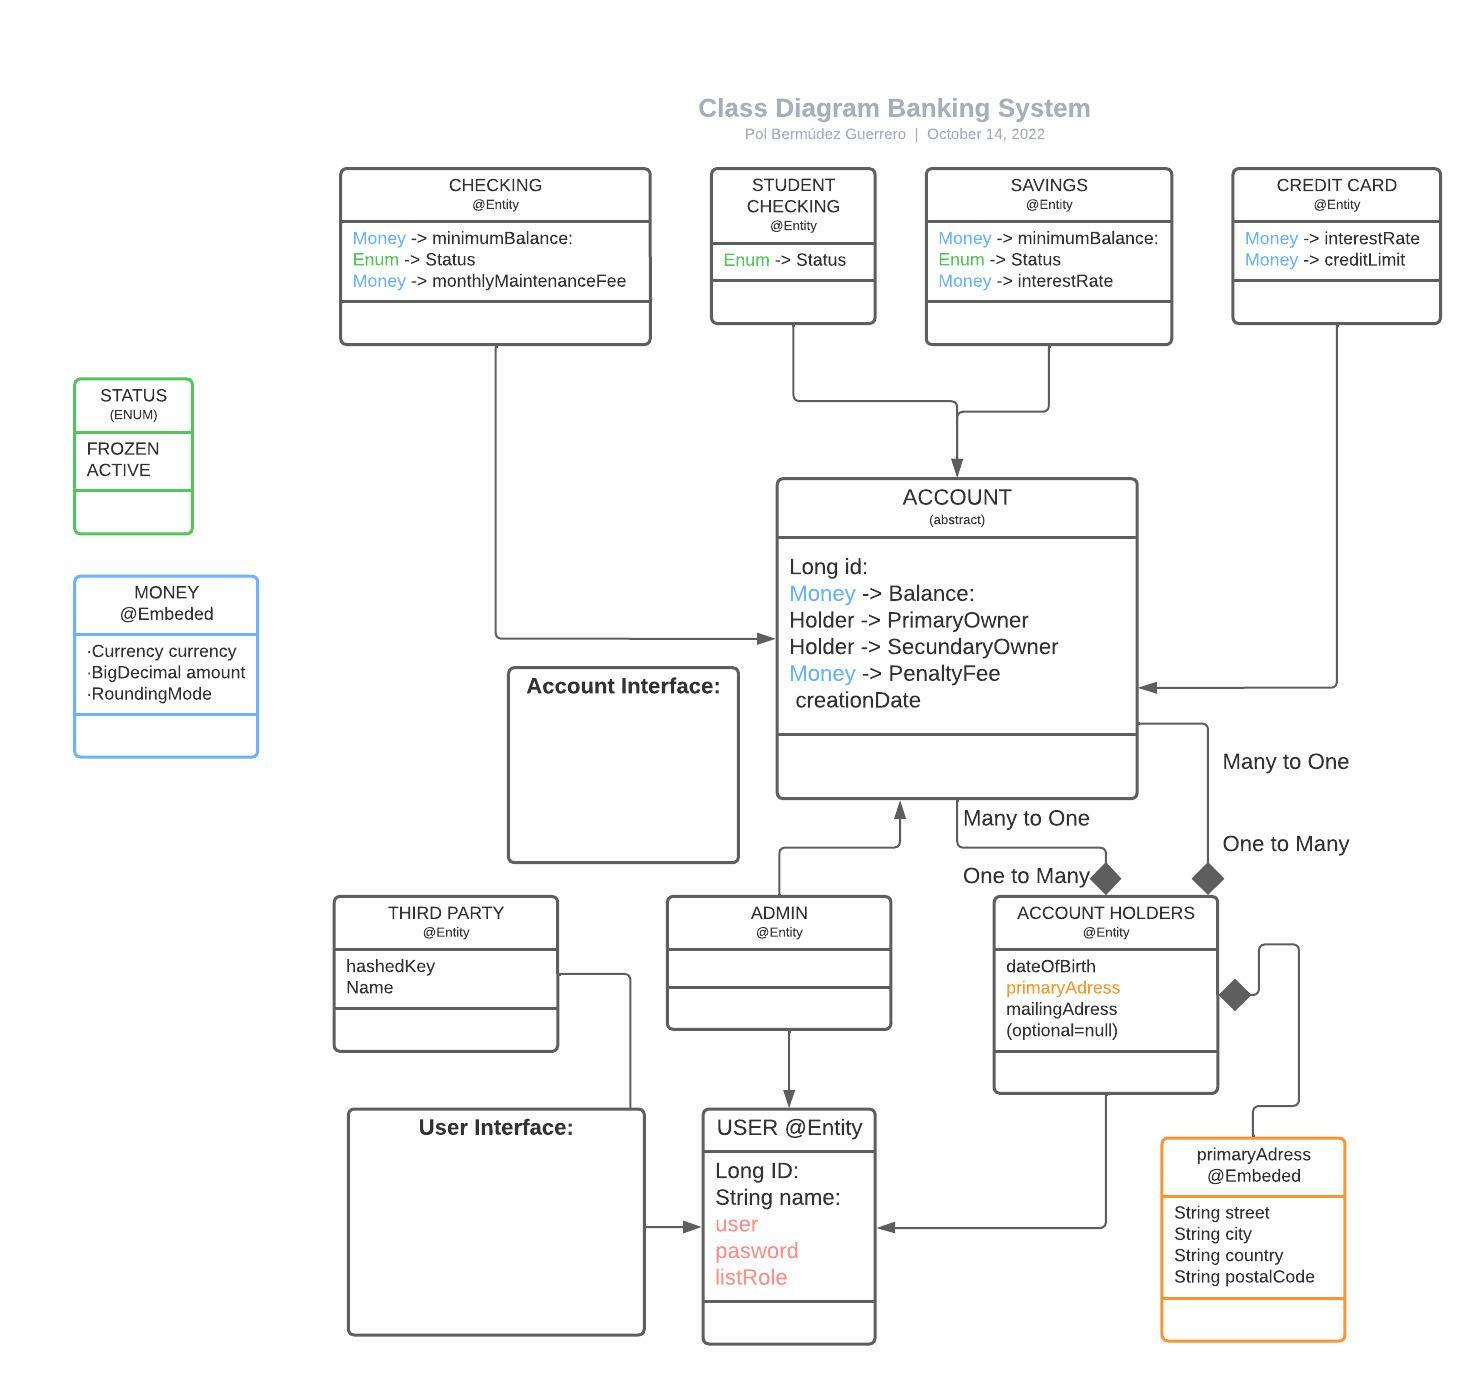 Class Diagram Banking System
Pol Bermúdez Guerrero | October 14, 2022
CHECKING
@Entity
Money -> minimumBalance:
Enum -> Status
Money -> monthlyMaintenanceFee
STUDENT
CHECKING
@Entity
Enum -> Status
SAVINGS
@Entity
Money -> minimumBalance:
Enum -> Status
Money -> interestRate
CREDIT CARD
@Entity
Money -> interestRate
Money -> creditLimit
STATUS
(ENUM)
FROZEN
ACTIVE
MONEY
@Embeded
·Currency currency
·BigDecimal amount
·RoundingMode
ACCOUNT
(abstract)
Long id:
Money -> Balance:
Holder -> PrimaryOwner
Holder -> SecundaryOwner
Money -> PenaltyFee
creationDate
Account Interface:
Many to One
One to Many
Many to One
One to Many
THIRD PARTY
@Entity
hashedKey
Name
ADMIN
@Entity
ACCOUNT HOLDERS
@Entity
dateOfBirth
primaryAdress
mailingAdress
(optional=null)
User Interface:
USER @Entity
Long ID:
String name:
user
pasword
listRole
primaryAdress
@Embeded
String street
String city
String country
String postalCode